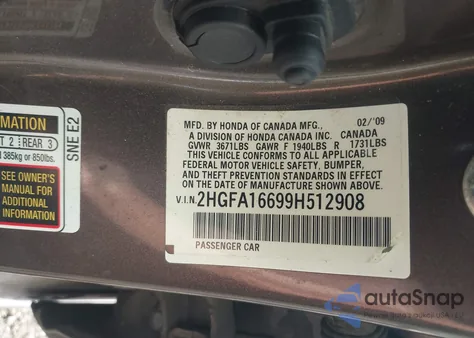 MATION
T 2 REAR 3
385kg or 850lbs.
SEE OWNER'S
MANUAL FOR
ADDITIONAL
INFORMATION
SNE E2
MFD. BY HONDA OF CANADA MFG., 02/'09
A DIVISION OF HONDA CANADA INC. CANADA
GVWR 3671LBS GAWR F 1940LBS R 1731LBS
THIS VEHICLE CONFORMS TO ALL APPLICABLE
FEDERAL MOTOR VEHICLE SAFETY, BUMPER,
AND THEFT PREVENTION STANDARDS IN EFFECT
ON THE DATE OF MANUFACTURE SHOWN ABOVE.
V.I.N. 2HGFA16699H512908
PASSENGER CAR
autoSnap